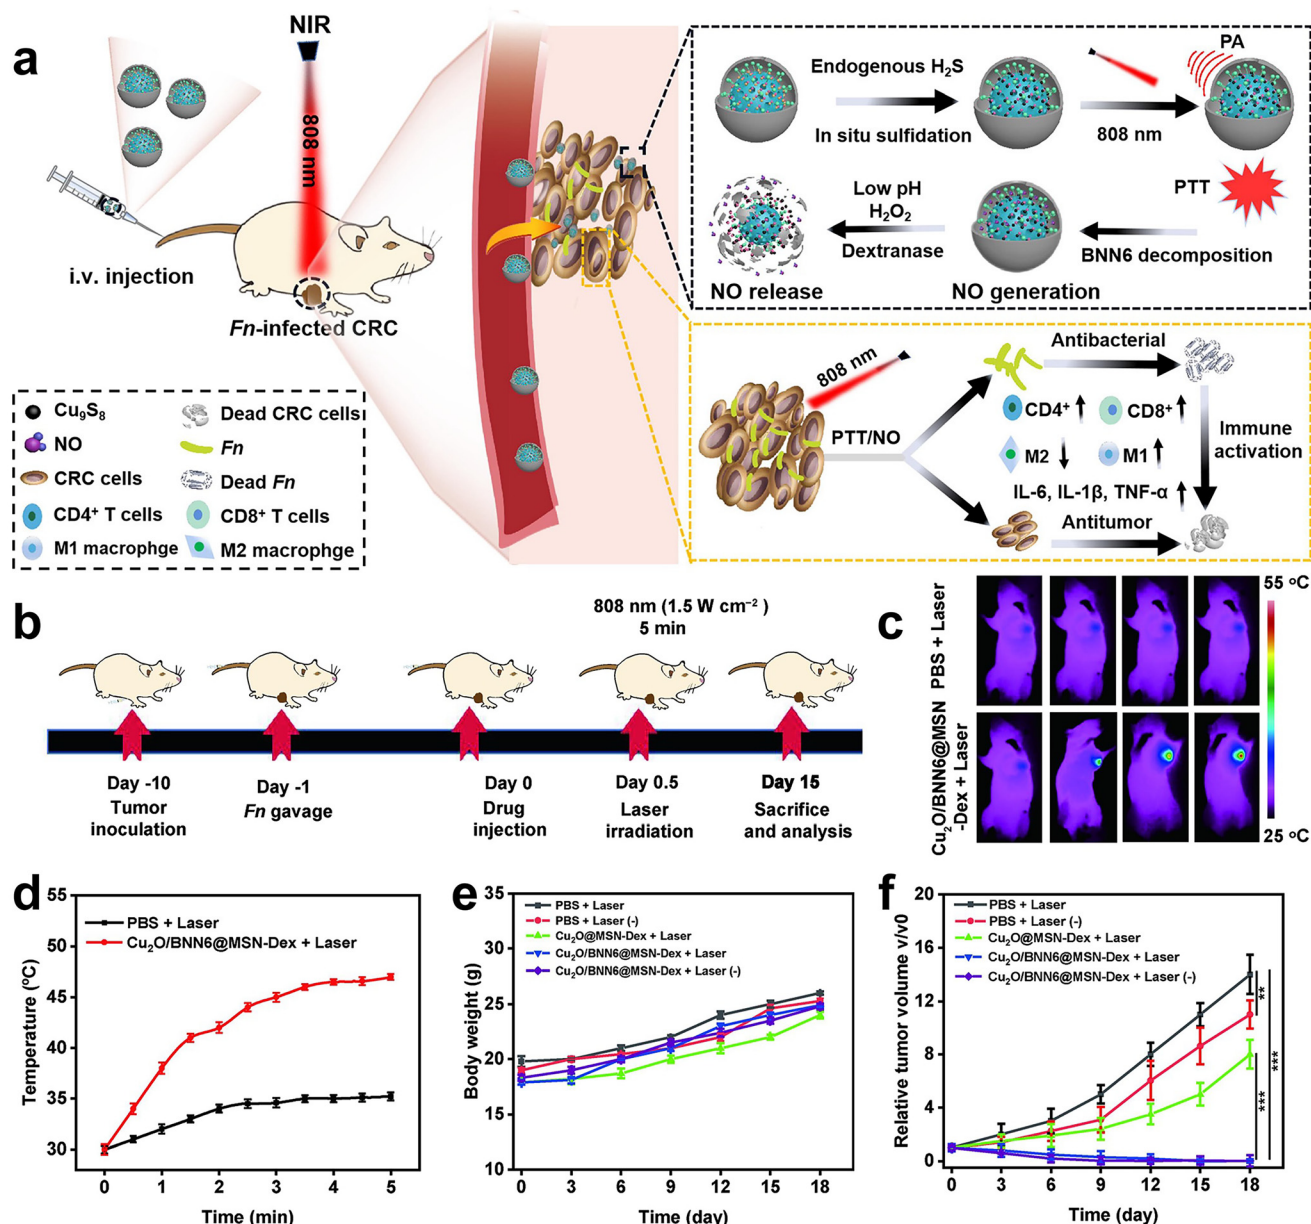 a
NIR
808 nm
i.v. injection
Fn-infected CRC
Endogenous H₂S
In situ sulfidation
808 nm
PA
PTT
BNN6 decomposition
NO generation
Low pH
H₂O₂
Dextranase
NO release
808 nm
PTT/NO
Antibacterial
CD4⁺
CD8⁺
M2
M1
IL-6, IL-1β, TNF-α
Immune
activation
Antitumor
Cu₉S₈
Dead CRC cells
NO
Fn
CRC cells
Dead Fn
CD4⁺ T cells
CD8⁺ T cells
M1 macrophge
M2 macrophge
b
808 nm (1.5 W cm⁻² )
5 min
Day -10
Tumor
inoculation
Day -1
Fn gavage
Day 0
Drug
injection
Day 0.5
Laser
irradiation
Day 15
Sacrifice
and analysis
c
PBS + Laser
Cu₂O/BNN6@MSN
-Dex + Laser
55 °C
25 °C
d
PBS + Laser
Cu₂O/BNN6@MSN-Dex + Laser
Temperature (ºC)
55
50
45
40
35
30
0 1 2 3 4 5
Time (min)
e
PBS + Laser
PBS + Laser (-)
Cu₂O@MSN-Dex + Laser
Cu₂O/BNN6@MSN-Dex + Laser
Cu₂O/BNN6@MSN-Dex + Laser (-)
Body weight (g)
35
30
25
20
15
10
0 3 6 9 12 15 18
Time (day)
f
PBS + Laser
PBS + Laser (-)
Cu₂O@MSN-Dex + Laser
Cu₂O/BNN6@MSN-Dex + Laser
Cu₂O/BNN6@MSN-Dex + Laser (-)
Relative tumor volume v/v0
20
16
12
8
4
0
**
***
***
0 3 6 9 12 15 18
Time (day)